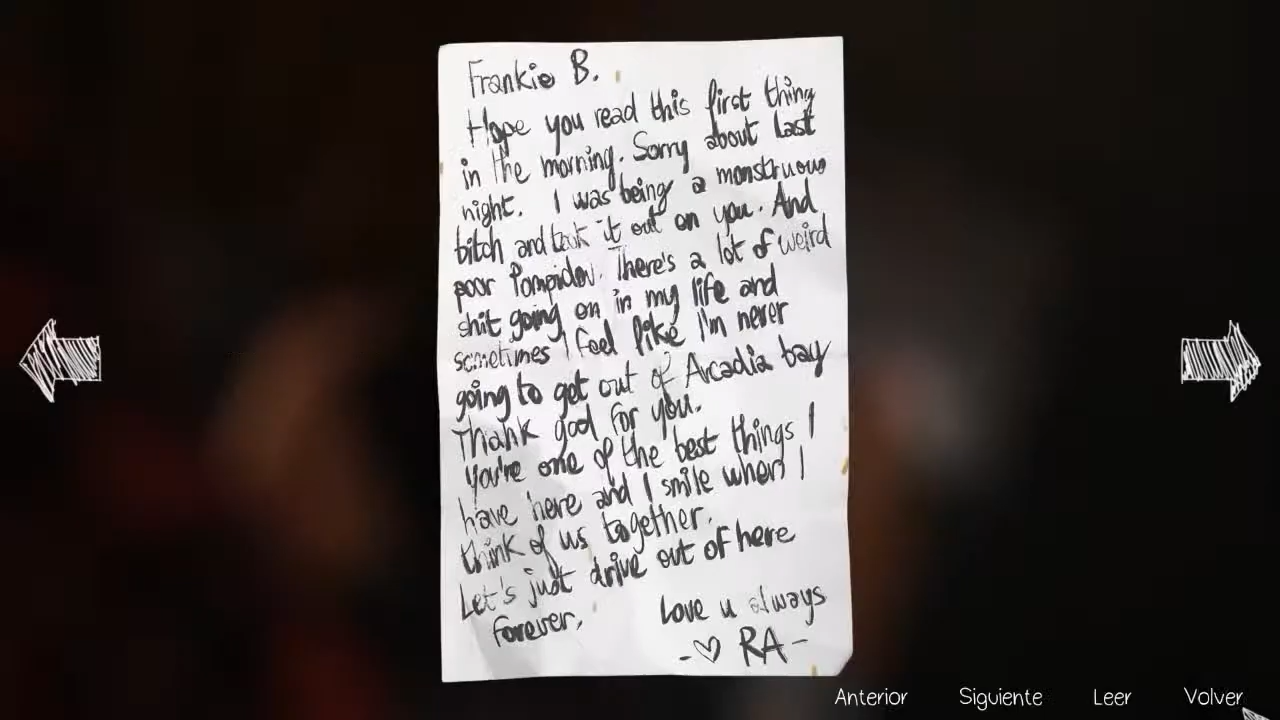 Frankie B.
Hope you read this first thing
in the morning. Sorry about last
night. I was being a monstruous
bitch and took it out on you. And
poor Pompidou. There's a lot of weird
shit going on in my life and
sometimes I feel like I'm never
going to get out of Arcadia bay
Thank god for you.
You're one of the best things I
have here and I smile when I
think of us together.
Let's just drive out of here
forever.
Love u always
-♡ RA-
Anterior Siguiente Leer Volver